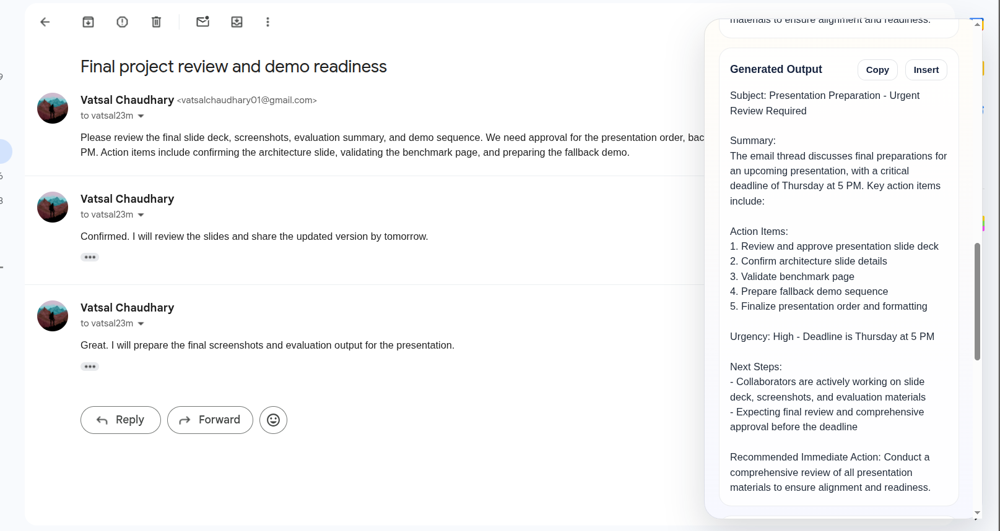 Final project review and demo readiness
Vatsal Chaudhary <vatsalchaudhary01@gmail.com>
to vatsal23m
Please review the final slide deck, screenshots, evaluation summary, and demo sequence. We need approval for the presentation order,
PM. Action items include confirming the architecture slide, validating the benchmark page, and preparing the fallback demo.
Vatsal Chaudhary
to vatsal23m
Confirmed. I will review the slides and share the updated version by tomorrow.
Vatsal Chaudhary
to vatsal23m
Great. I will prepare the final screenshots and evaluation output for the presentation.
Reply
Forward
materials to ensure alignment and readiness.
Generated Output
Copy
Insert
Subject: Presentation Preparation - Urgent
Review Required
Summary:
The email thread discusses final preparations for
an upcoming presentation, with a critical
deadline of Thursday at 5 PM. Key action items
include:
Action Items:
1. Review and approve presentation slide deck
2. Confirm architecture slide details
3. Validate benchmark page
4. Prepare fallback demo sequence
5. Finalize presentation order and formatting
Urgency: High - Deadline is Thursday at 5 PM
Next Steps:
- Collaborators are actively working on slide
deck, screenshots, and evaluation materials
- Expecting final review and comprehensive
approval before the deadline
Recommended Immediate Action: Conduct a
comprehensive review of all presentation
materials to ensure alignment and readiness.